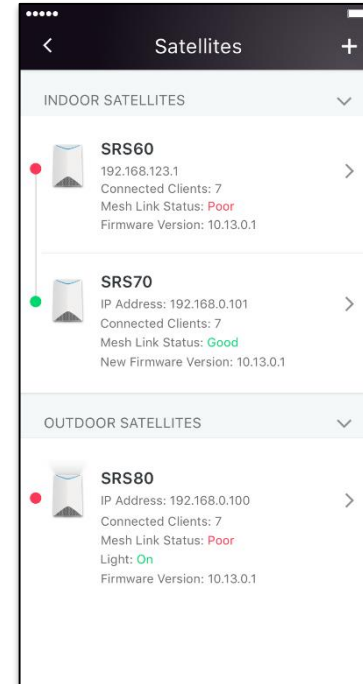 Satellites
INDOOR SATELLITES
SRS60
192.168.123.1
Connected Clients: 7
Mesh Link Status: Poor
Firmware Version: 10.13.0.1
SRS70
IP Address: 192.168.0.101
Connected Clients: 7
Mesh Link Status: Good
New Firmware Version: 10.13.0.1
OUTDOOR SATELLITES
SRS80
IP Address: 192.168.0.100
Connected Clients: 7
Mesh Link Status: Poor
Light: On
Firmware Version: 10.13.0.1